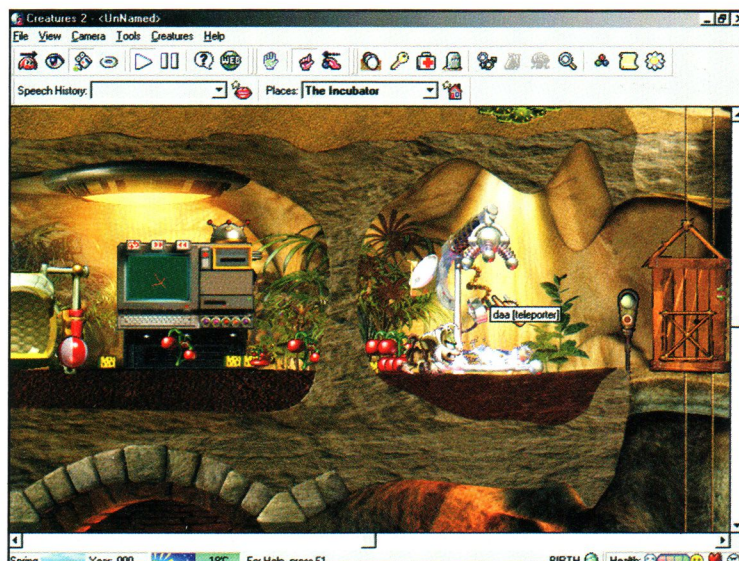 Creatures 2 - <UnNamed>
File View Camera Tools Creatures Help
WEB
Speech History: Places: The Incubator
daa [teleporter]
Spring Year 000 18°C For Help, press F1 BIRTH Health: